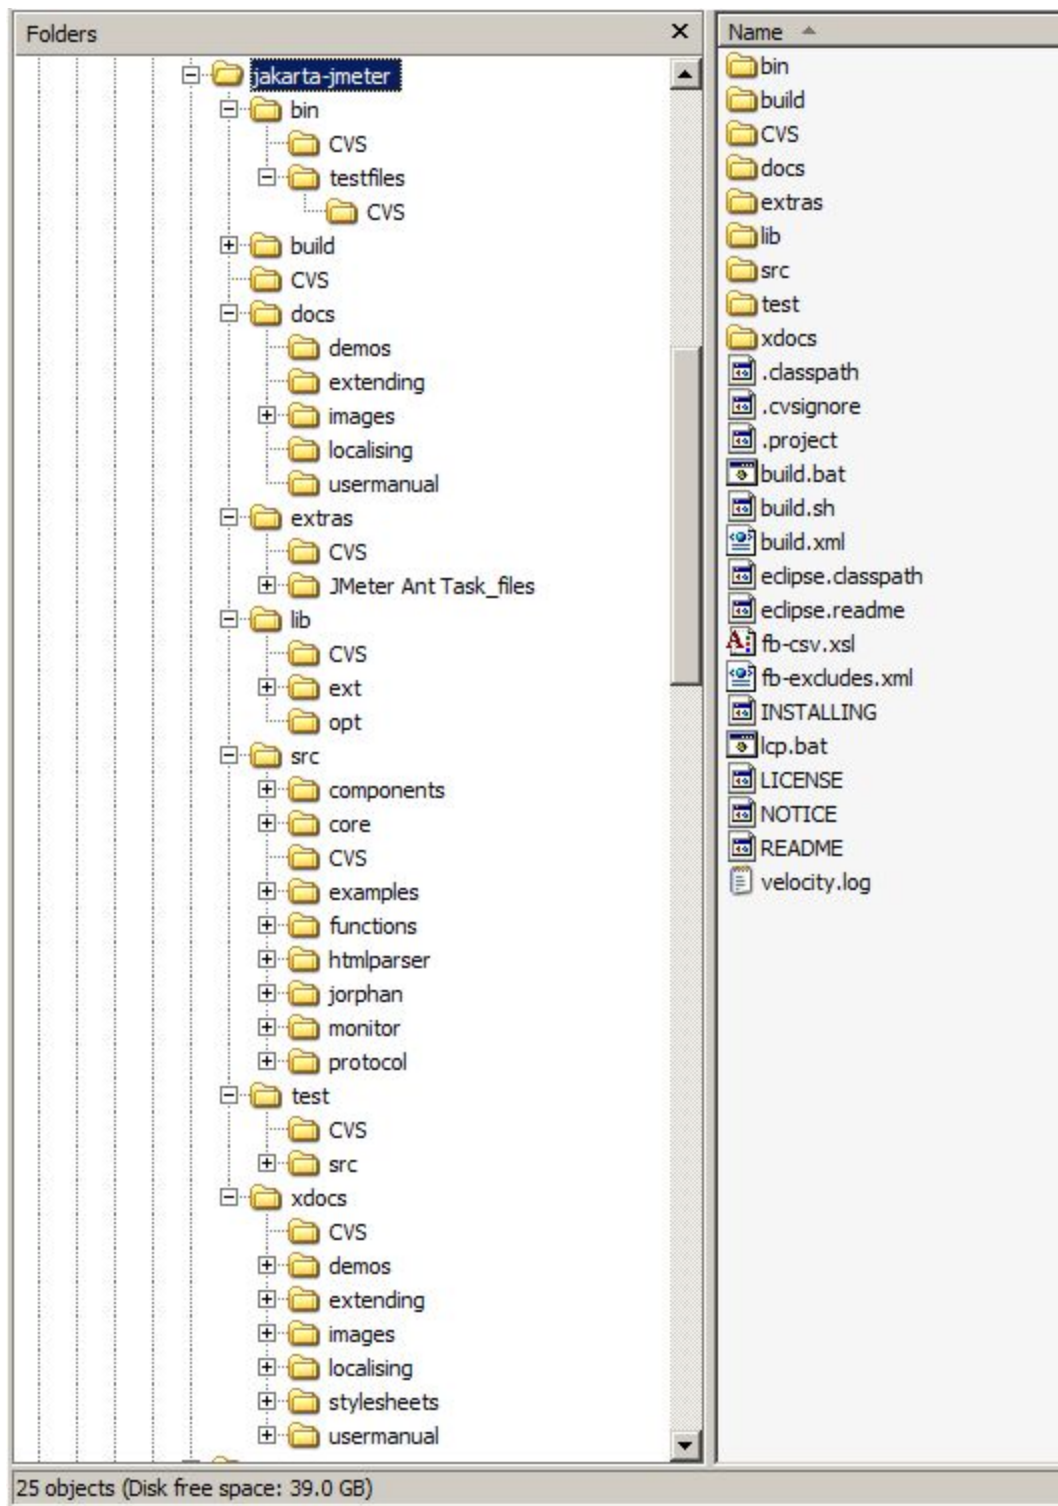 Folders
jakarta-jmeter
bin
CVS
testfiles
CVS
build
CVS
docs
demos
extending
images
localising
usermanual
extras
CVS
JMeter Ant Task_files
lib
CVS
ext
opt
src
components
core
CVS
examples
functions
htmlparser
jorphan
monitor
protocol
test
CVS
src
xdocs
CVS
demos
extending
images
localising
stylesheets
usermanual
Name
bin
build
CVS
docs
extras
lib
src
test
xdocs
.classpath
.cvsignore
.project
build.bat
build.sh
build.xml
eclipse.classpath
eclipse.readme
fb-csv.xsl
fb-excludes.xml
INSTALLING
lcp.bat
LICENSE
NOTICE
README
velocity.log
25 objects (Disk free space: 39.0 GB)